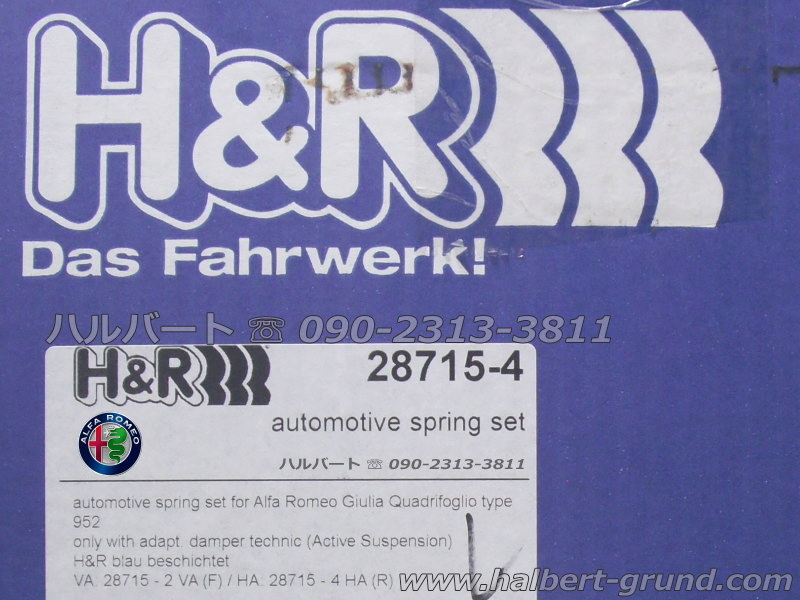 H&R
Das Fahrwerk!
ハルバート ☏ 090-2313-3811
H&R 28715-4
automotive spring set
ALFA ROMEO
ハルバート ☏ 090-2313-3811
automotive spring set for Alfa Romeo Giulia Quadrifoglio type
952
only with adapt. damper technic (Active Suspension)
H&R blau beschichtet
VA: 28715 - 2 VA (F) / HA: 28715 - 4 HA (R)
www.halbert-grund.com